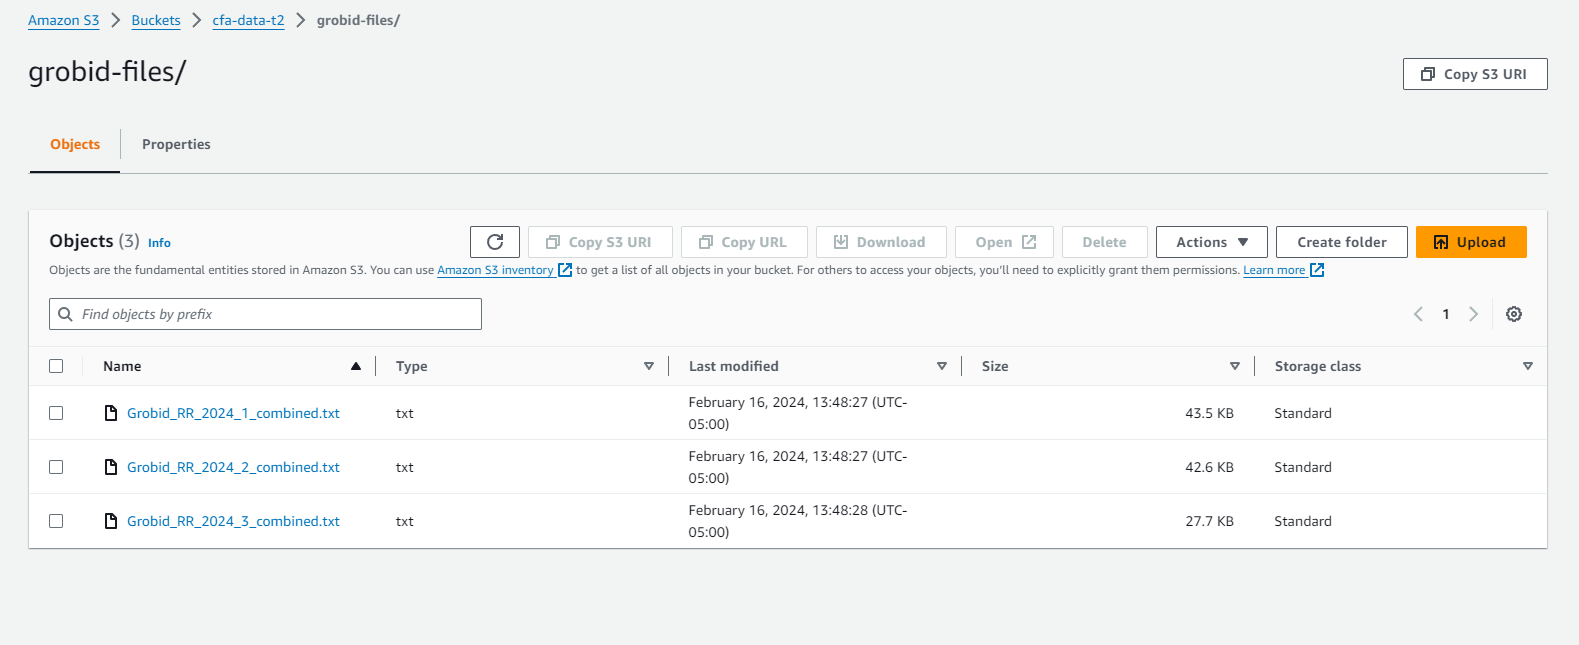 Amazon S3 > Buckets > cfa-data-t2 > grobid-files/
grobid-files/
Copy S3 URI
Objects Properties
Objects (3) Info
Copy S3 URI Copy URL Download Open Delete Actions Create folder Upload
Objects are the fundamental entities stored in Amazon S3. You can use Amazon S3 inventory to get a list of all objects in your bucket. For others to access your objects, you'll need to explicitly grant them permissions. Learn more
Find objects by prefix
1
Name Type Last modified Size Storage class
Grobid_RR_2024_1_combined.txt txt February 16, 2024, 13:48:27 (UTC-
05:00) 43.5 KB Standard
Grobid_RR_2024_2_combined.txt txt February 16, 2024, 13:48:27 (UTC-
05:00) 42.6 KB Standard
Grobid_RR_2024_3_combined.txt txt February 16, 2024, 13:48:28 (UTC-
05:00) 27.7 KB Standard